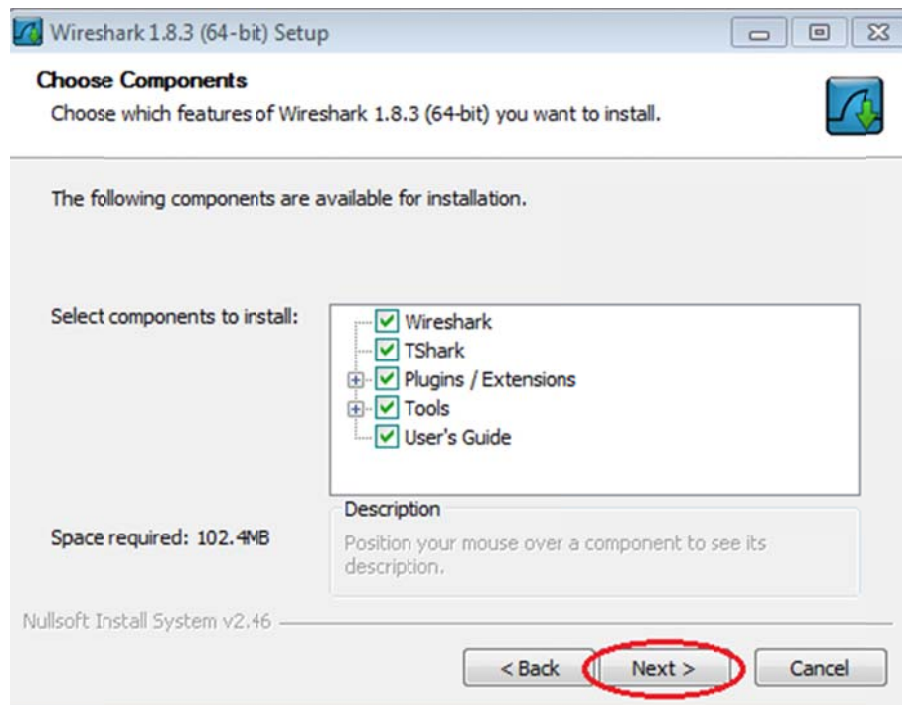 Wireshark 1.8.3 (64-bit) Setup
Choose Components
Choose which features of Wireshark 1.8.3 (64-bit) you want to install.
The following components are available for installation.
Select components to install:
Wireshark
TShark
Plugins / Extensions
Tools
User's Guide
Space required: 102.4MB
Description
Position your mouse over a component to see its
description.
Nullsoft Install System v2.46
< Back
Next >
Cancel